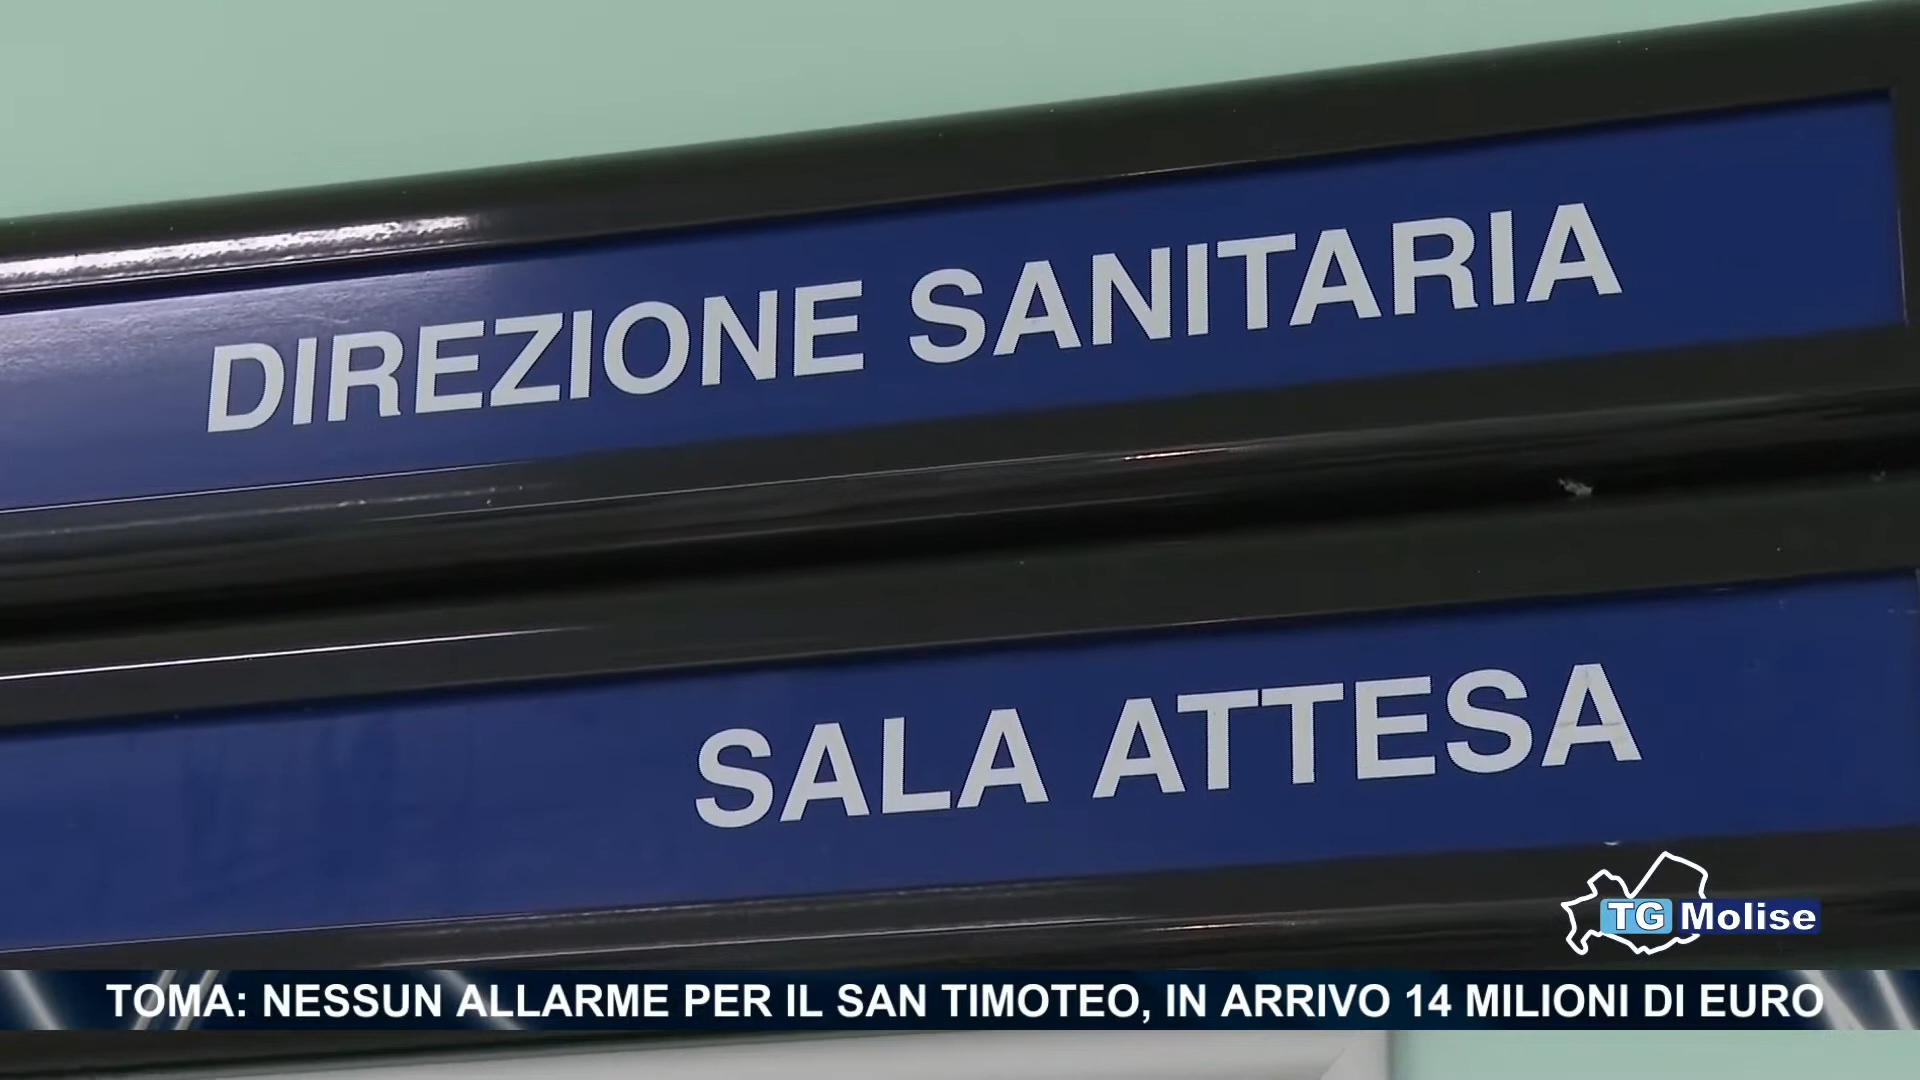 DIREZIONE SANITARIA
SALA ATTESA
TG Molise
TOMA: NESSUN ALLARME PER IL SAN TIMOTEO, IN ARRIVO 14 MILIONI DI EURO